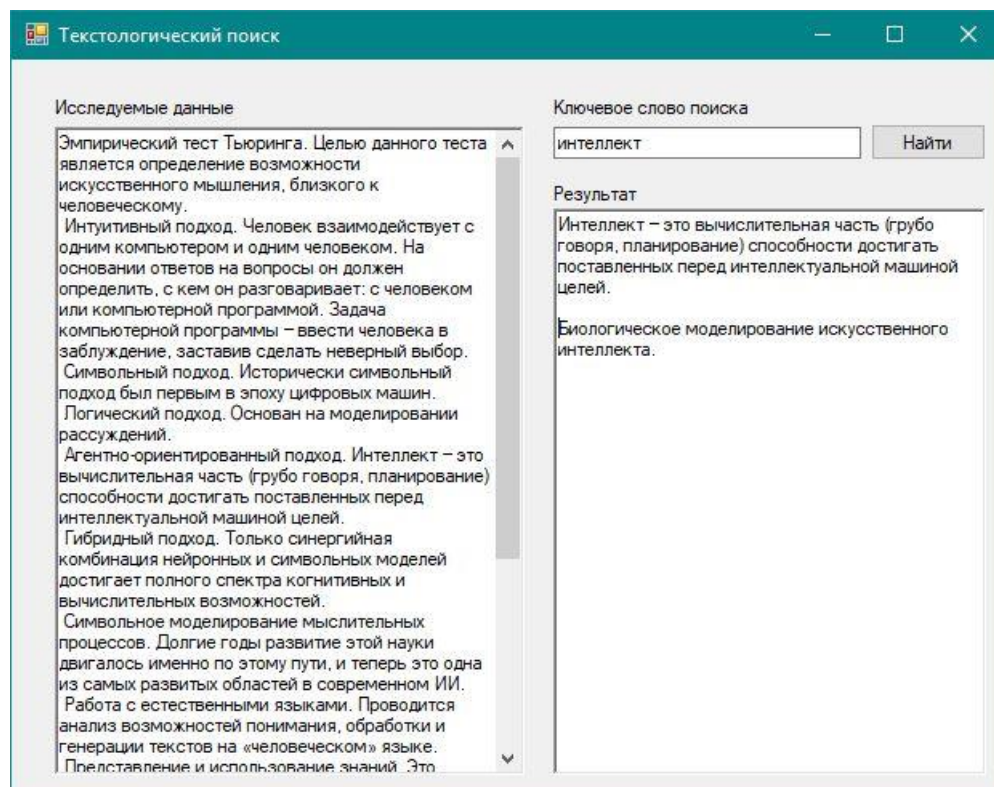 Текстологический поиск
Исследуемые данные
Эмпирический тест Тьюринга. Целью данного теста
является определение возможности
искусственного мышления, близкого к
человеческому.
Интуитивный подход. Человек взаимодействует с
одним компьютером и одним человеком. На
основании ответов на вопросы он должен
определить, с кем он разговаривает: с человеком
или компьютерной программой. Задача
компьютерной программы – ввести человека в
заблуждение, заставив сделать неверный выбор.
Символьный подход. Исторически символьный
подход был первым в эпоху цифровых машин.
Логический подход. Основан на моделировании
рассуждений.
Агентно-ориентированный подход. Интеллект – это
вычислительная часть (грубо говоря, планирование)
способности достигать поставленных перед
интеллектуальной машиной целей.
Гибридный подход. Только синергийная
комбинация нейронных и символьных моделей
достигает полного спектра когнитивных и
вычислительных возможностей.
Символьное моделирование мыслительных
процессов. Долгие годы развитие этой науки
двигалось именно по этому пути, и теперь это одна
из самых развитых областей в современном ИИ.
Работа с естественными языками. Проводится
анализ возможностей понимания, обработки и
генерации текстов на «человеческом» языке.
Представление и использование знаний. Это
Ключевое слово поиска
интеллект
Найти
Результат
Интеллект – это вычислительная часть (грубо
говоря, планирование) способности достигать
поставленных перед интеллектуальной машиной
целей.
Биологическое моделирование искусственного
интеллекта.